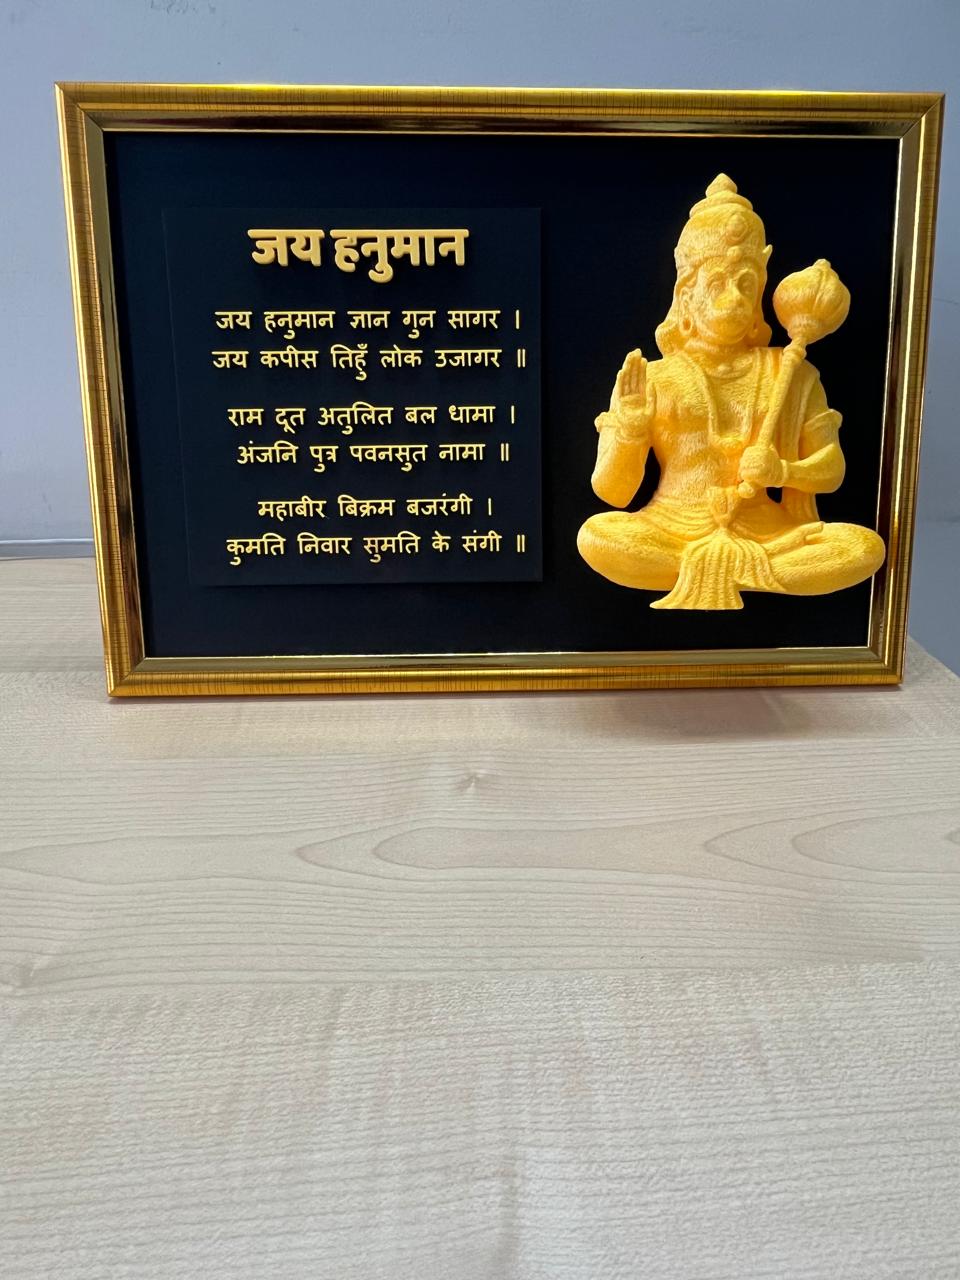 जय हनुमान
जय हनुमान ज्ञान गुन सागर ।
जय कपीस तिहुँ लोक उजागर ॥
राम दूत अतुलित बल धामा ।
अंजनि पुत्र पवनसुत नामा ॥
महाबीर बिक्रम बजरंगी ।
कुमति निवार सुमति के संगी ॥